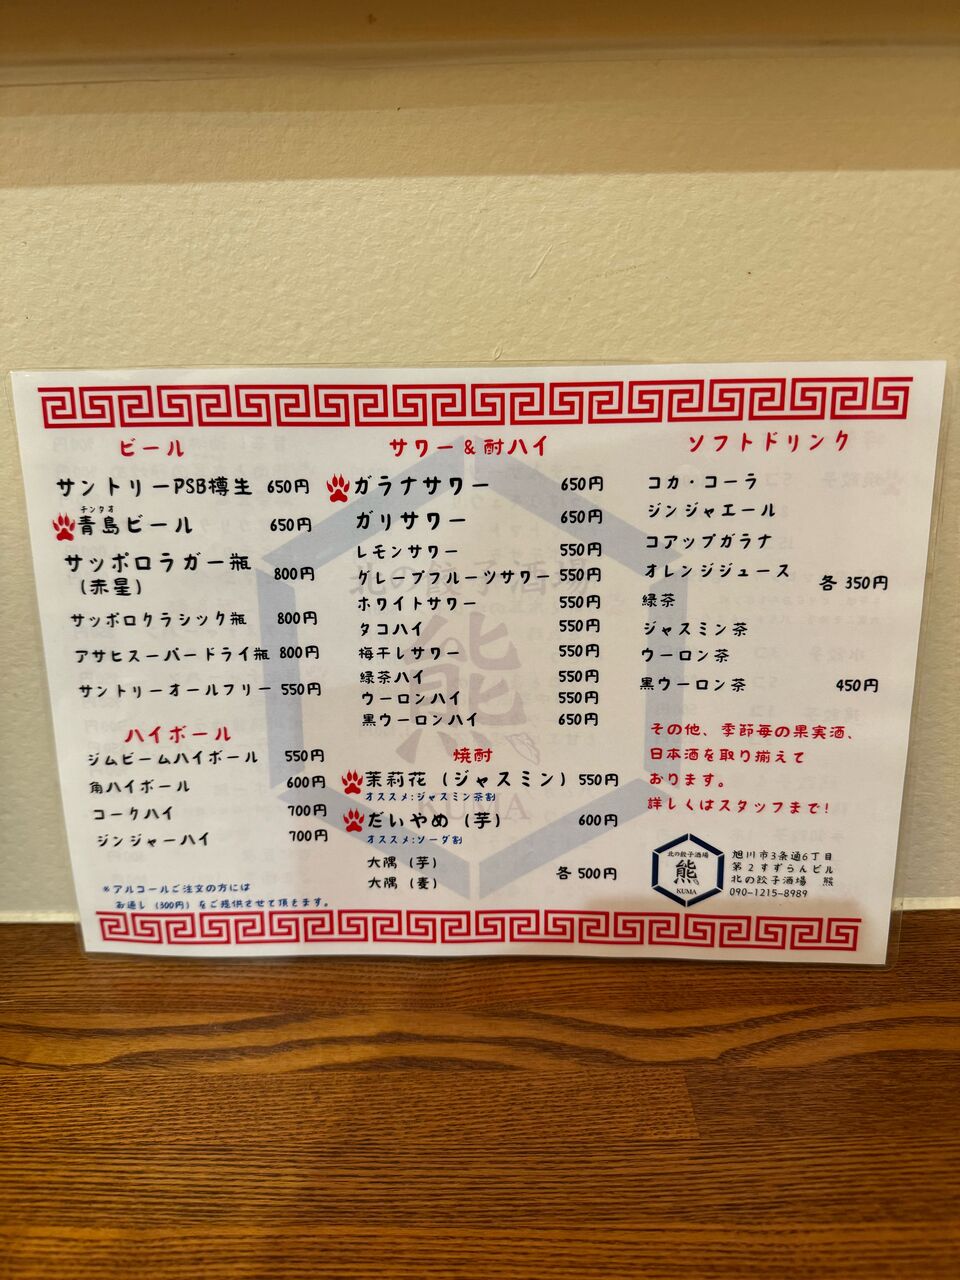 ビール
サントリーPSB樽生 650円
チンタオ
青島ビール 650円
サッポロラガー瓶
（赤星） 800円
サッポロクラシック瓶 800円
アサヒスーパードライ瓶 800円
サントリーオールフリー 550円
ハイボール
ジムビームハイボール 550円
角ハイボール 600円
コークハイ 700円
ジンジャーハイ 700円
※アルコールご注文の方には
お通し（300円）をご提供させて頂きます。
サワー＆酎ハイ
ガラナサワー 650円
ガリサワー 650円
レモンサワー 550円
グレープフルーツサワー 550円
ホワイトサワー 550円
タコハイ 550円
梅干しサワー 550円
緑茶ハイ 550円
ウーロンハイ 550円
黒ウーロンハイ 650円
焼酎
茉莉花（ジャスミン） 550円
オススメ:ジャスミン茶割
だいやめ（芋） 600円
オススメ:ソーダ割
大隅（芋）
大隅（麦） 各500円
ソフトドリンク
コカ・コーラ
ジンジャエール
コアップガラナ
オレンジジュース 各350円
緑茶
ジャスミン茶
ウーロン茶
黒ウーロン茶 450円
その他、季節毎の果実酒、
日本酒を取り揃えて
おります。
詳しくはスタッフまで!
北の餃子酒場
熊
KUMA
旭川市3条通6丁目
第2すずらんビル
北の餃子酒場 熊
090-1215-8989
北の餃子酒場
熊
KUMA